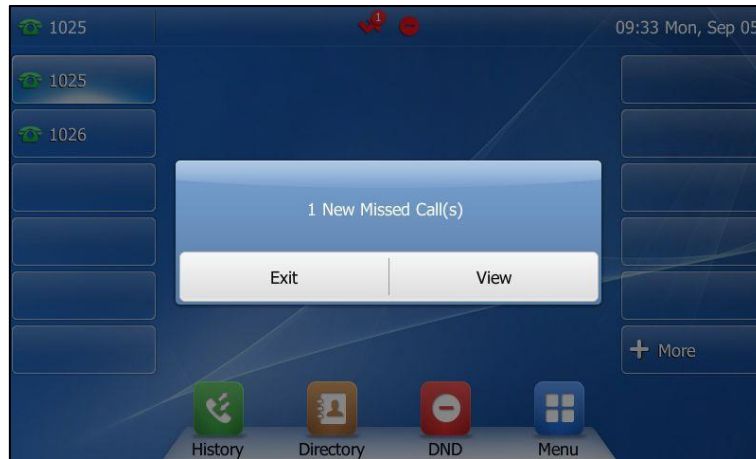 1025
1
09:33 Mon, Sep 05
1025
1026
1 New Missed Call(s)
Exit
View
More
History
Directory
DND
Menu